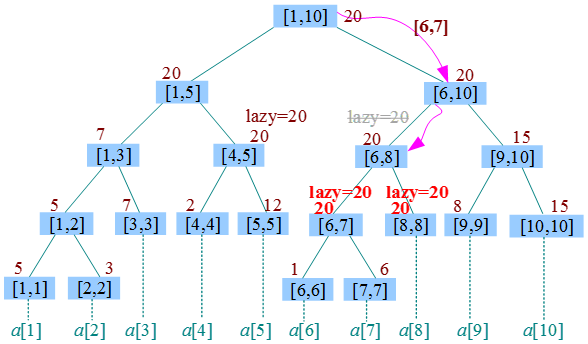 [1,10] 20 [6,7]
20 20
[1,5] [6,10]
lazy=20 lazy=20
7 20 20 15
[1,3] [4,5] [6,8] [9,10]
lazy=20 lazy=20
5 7 2 12 20 20 8 15
[1,2] [3,3] [4,4] [5,5] [6,7] [8,8] [9,9] [10,10]
5 3 1 6
[1,1] [2,2] [6,6] [7,7]
a[1] a[2] a[3] a[4] a[5] a[6] a[7] a[8] a[9] a[10]